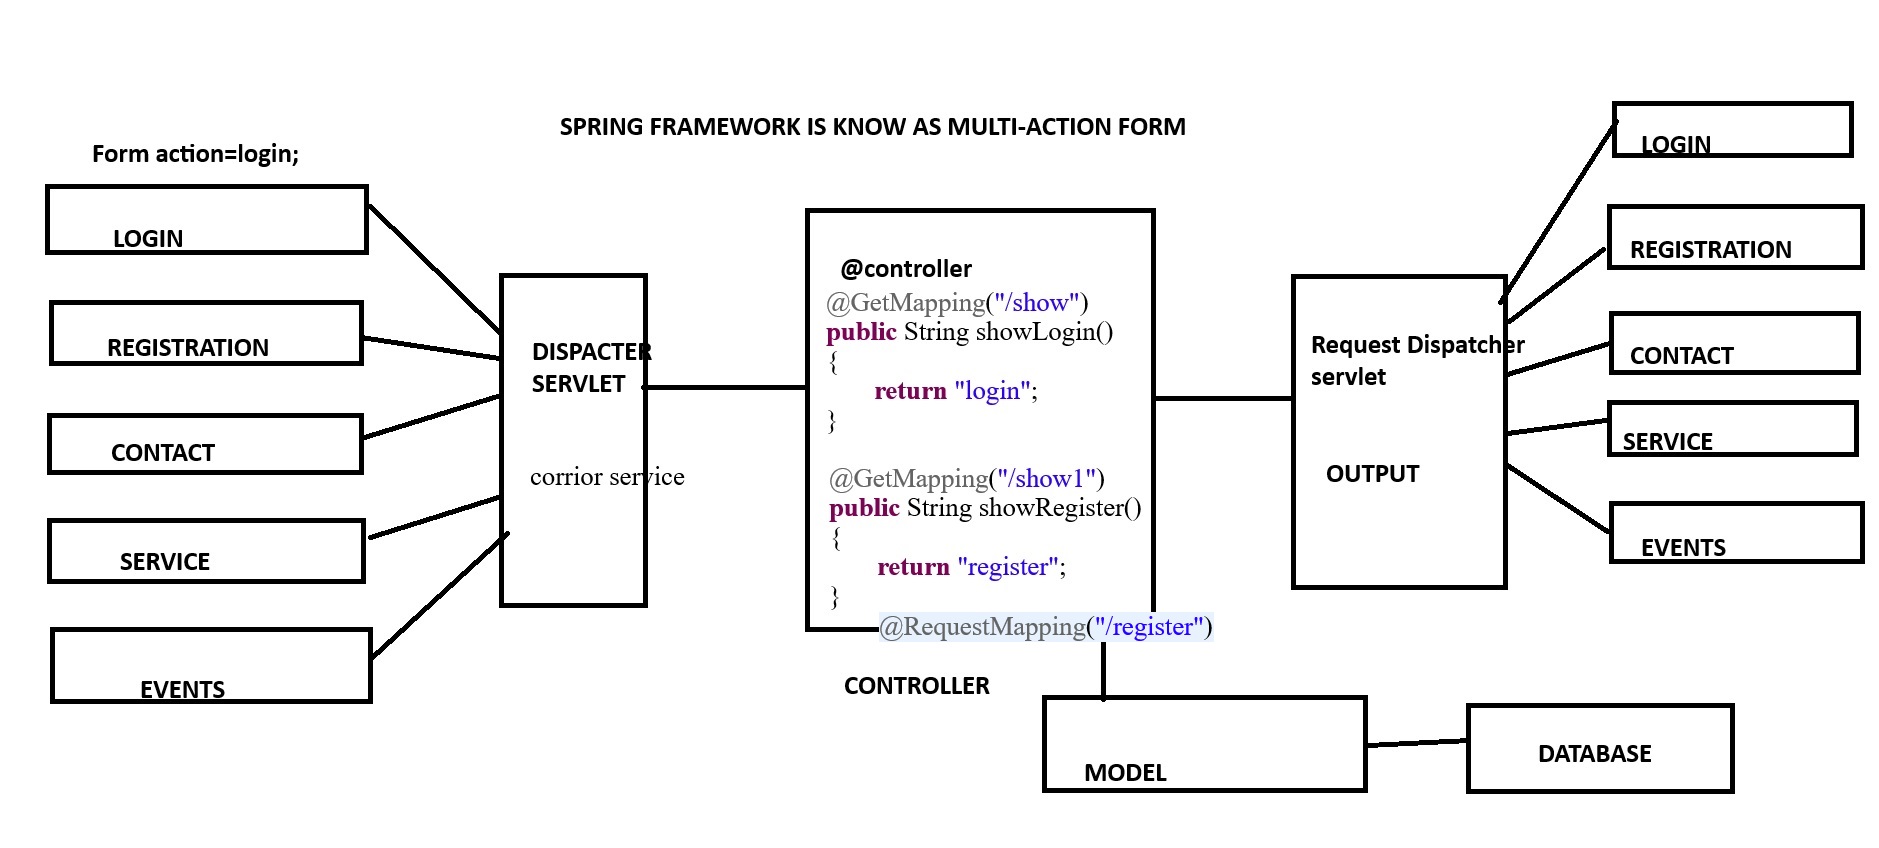 SPRING FRAMEWORK IS KNOW AS MULTI-ACTION FORM
Form action=login;
LOGIN
REGISTRATION
CONTACT
SERVICE
EVENTS
DISPACTER
SERVLET
corrior service
@controller
@GetMapping("/show")
public String showLogin()
{
return "login";
}
@GetMapping("/show1")
public String showRegister()
{
return "register";
}
@RequestMapping("/register")
CONTROLLER
MODEL
DATABASE
Request Dispatcher
servlet
OUTPUT
LOGIN
REGISTRATION
CONTACT
SERVICE
EVENTS